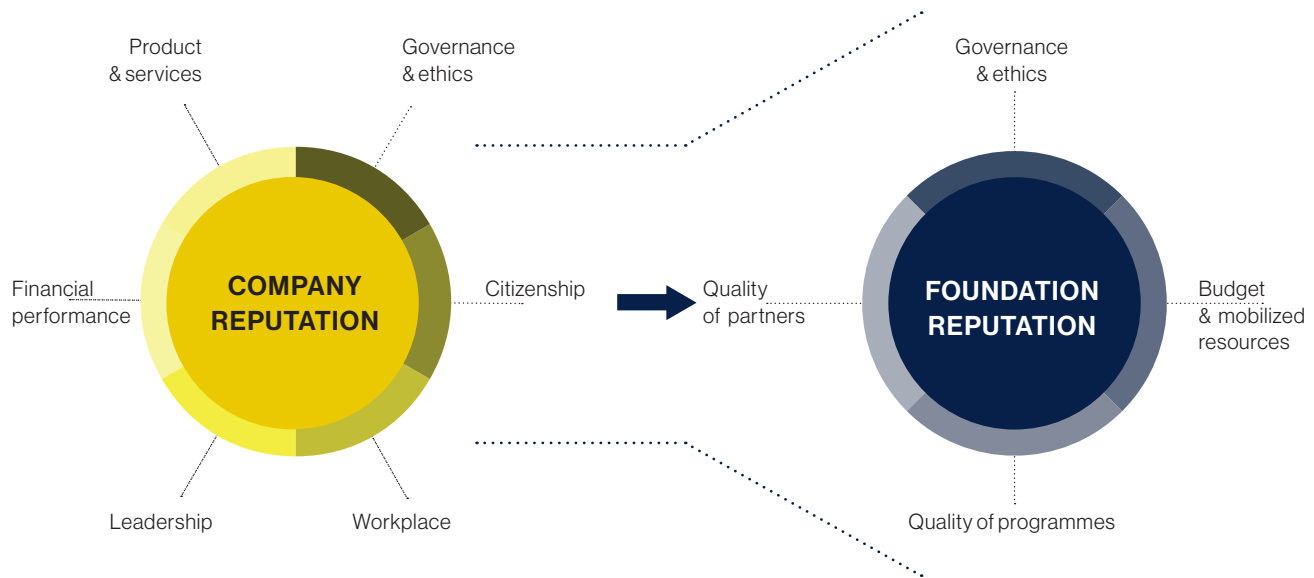 Product
& services
Governance
& ethics
Financial
performance
COMPANY
REPUTATION
Citizenship
Leadership
Workplace
Governance
& ethics
Quality
of partners
FOUNDATION
REPUTATION
Budget
& mobilized
resources
Quality of programmes